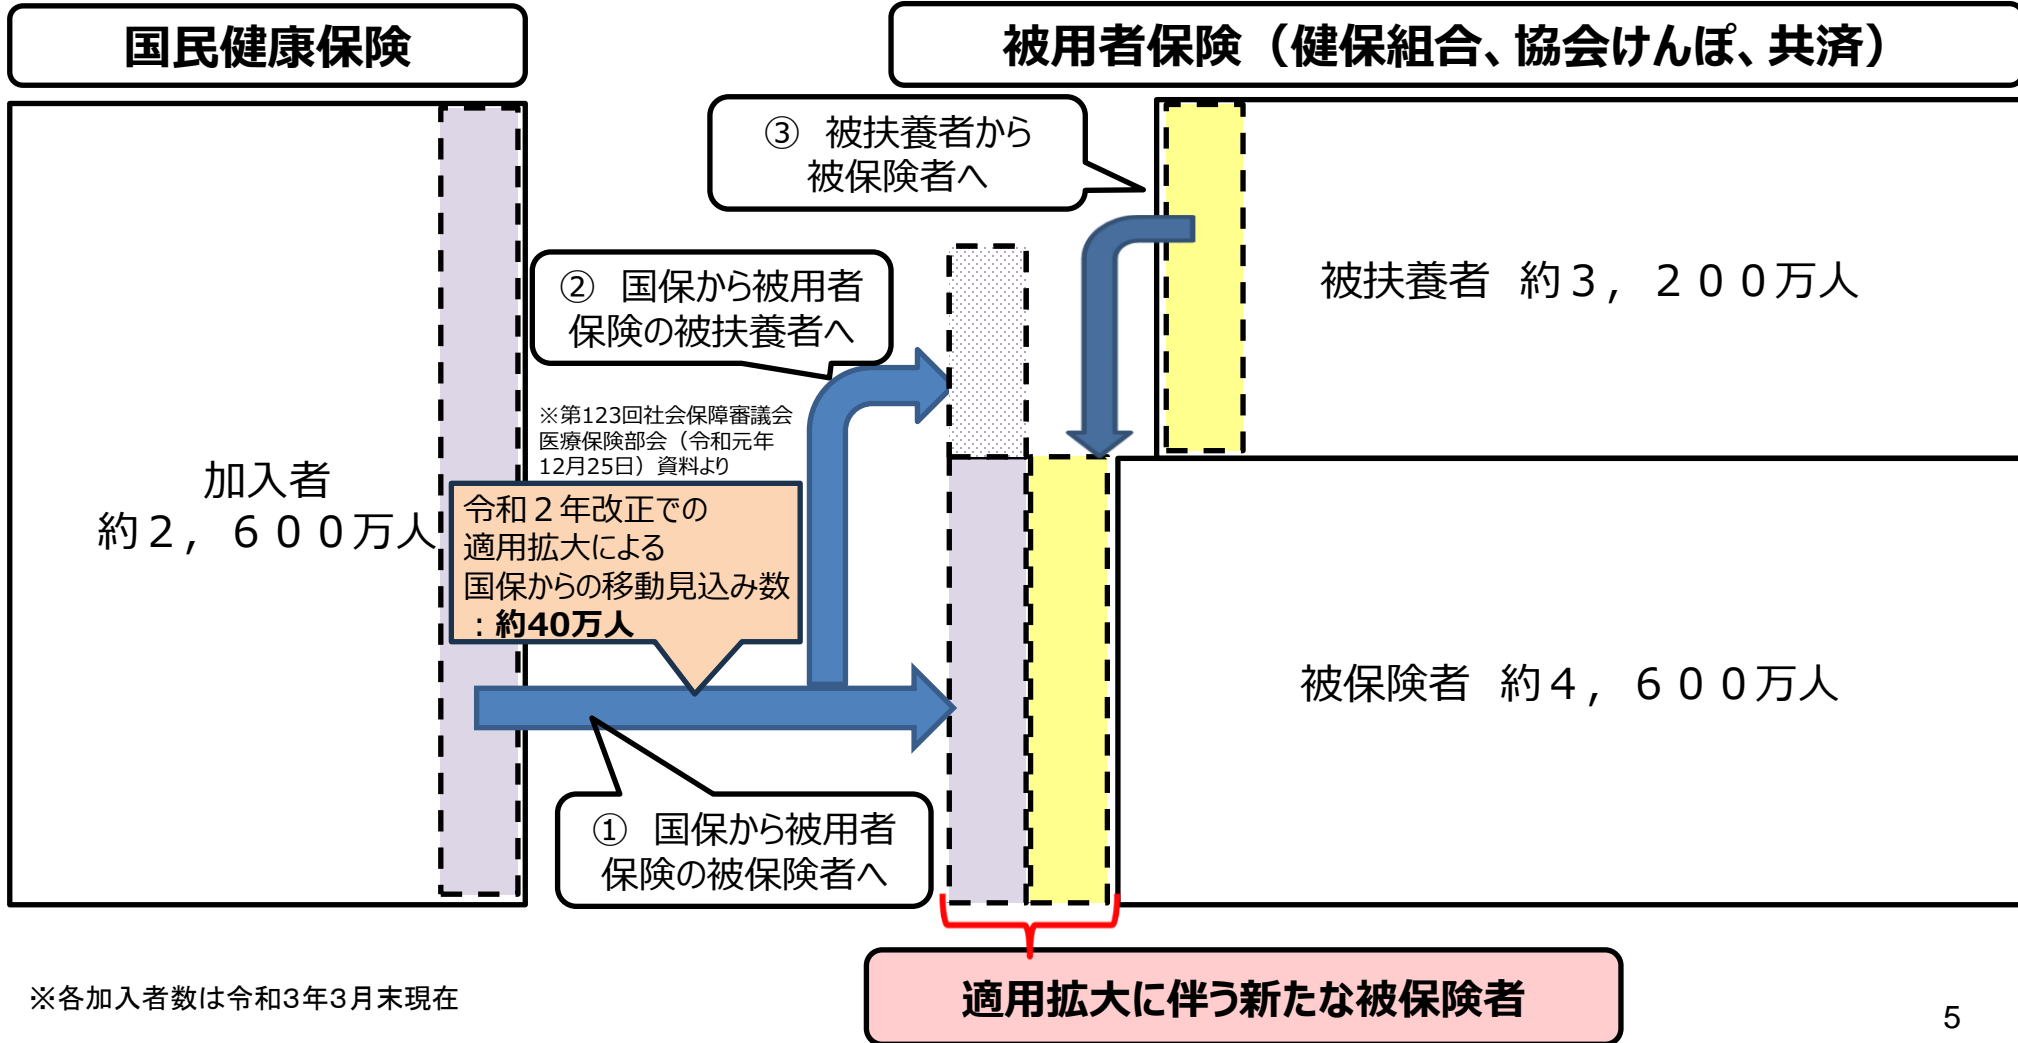 国民健康保険
被用者保険（健保組合、協会けんぽ、共済）
③　被扶養者から
被保険者へ
②　国保から被用者
保険の被扶養者へ
被扶養者　約３，２００万人
※第123回社会保障審議会
医療保険部会（令和元年
12月25日）資料より
加入者
約２，６００万人
令和２年改正での
適用拡大による
国保からの移動見込み数
：約40万人
被保険者　約４，６００万人
①　国保から被用者
保険の被保険者へ
適用拡大に伴う新たな被保険者
※各加入者数は令和3年3月末現在
5